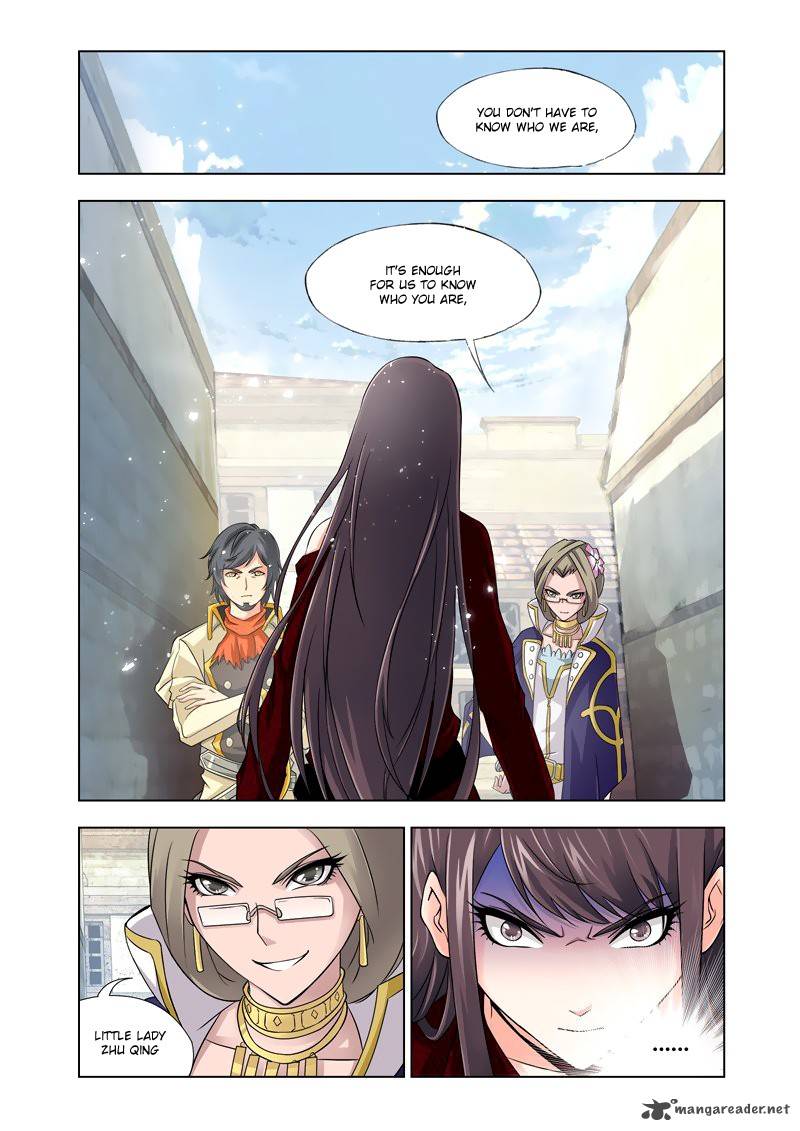 YOU DON'T HAVE TO
KNOW WHO WE ARE,
IT'S ENOUGH
FOR US TO KNOW
WHO YOU ARE,
LITTLE LADY
ZHU QING
......
mangareader.net